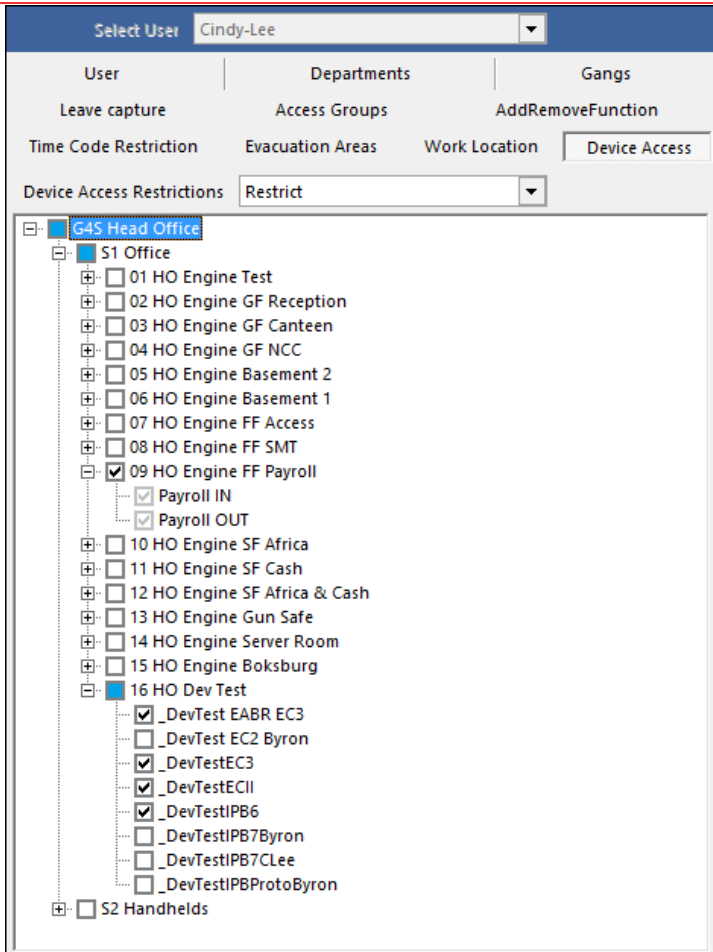 Select User Cindy-Lee
User Departments Gangs
Leave capture Access Groups AddRemoveFunction
Time Code Restriction Evacuation Areas Work Location Device Access
Device Access Restrictions Restrict
G4S Head Office
S1 Office
01 HO Engine Test
02 HO Engine GF Reception
03 HO Engine GF Canteen
04 HO Engine GF NCC
05 HO Engine Basement 2
06 HO Engine Basement 1
07 HO Engine FF Access
08 HO Engine FF SMT
09 HO Engine FF Payroll
Payroll IN
Payroll OUT
10 HO Engine SF Africa
11 HO Engine SF Cash
12 HO Engine SF Africa & Cash
13 HO Engine Gun Safe
14 HO Engine Server Room
15 HO Engine Boksburg
16 HO Dev Test
_DevTest EABR EC3
_DevTest EC2 Byron
_DevTestEC3
_DevTestECII
_DevTestIPB6
_DevTestIPB7Byron
_DevTestIPB7CLee
_DevTestIPBProtoByron
S2 Handhelds